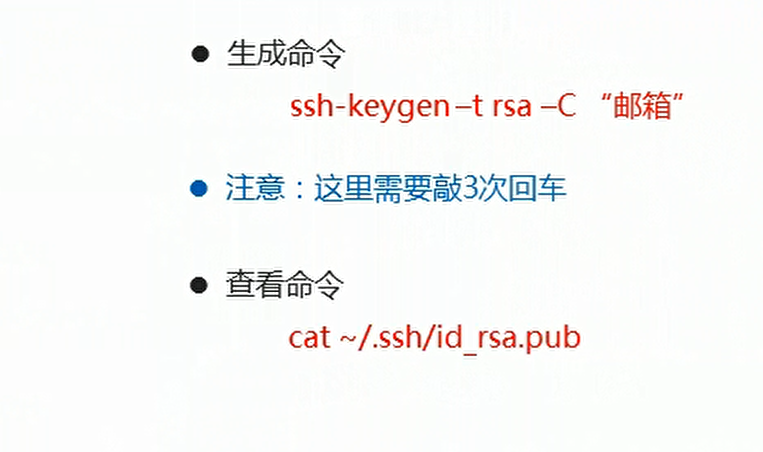 ● 生成命令
ssh-keygen –t rsa –C “邮箱”
● 注意：这里需要敲3次回车
● 查看命令
cat ~/.ssh/id_rsa.pub